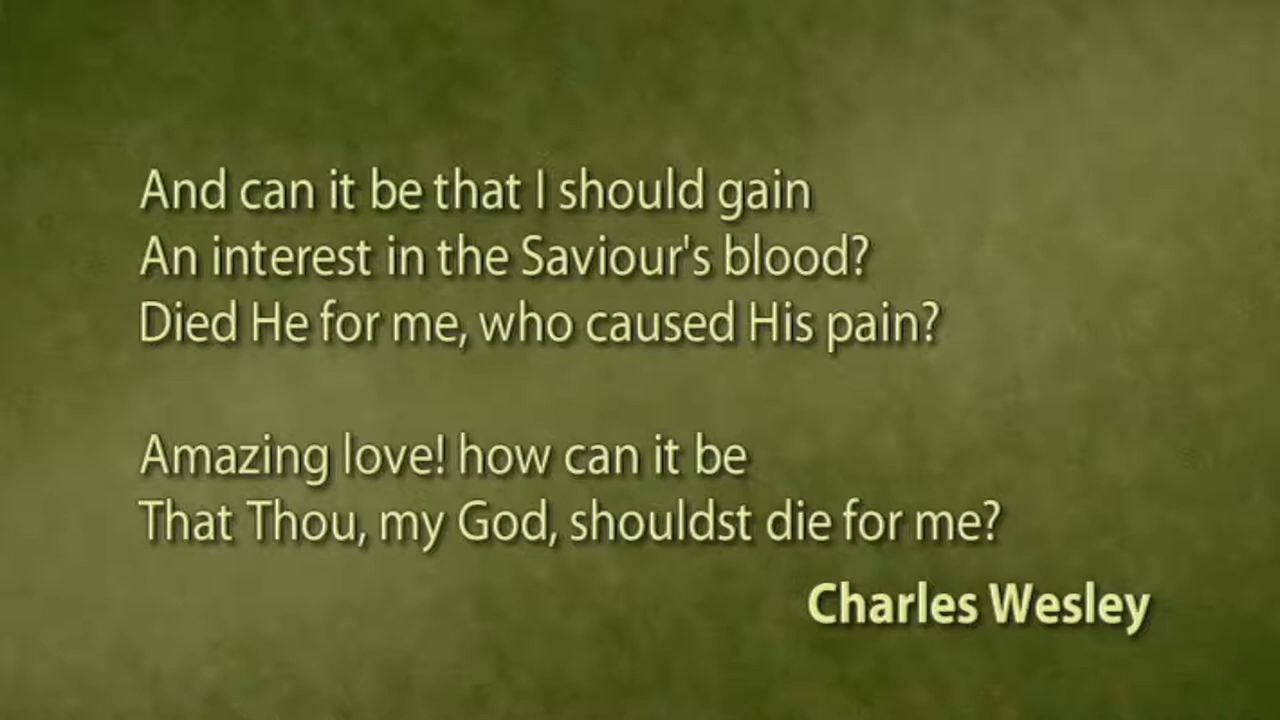 And can it be that I should gain
An interest in the Saviour's blood?
Died He for me, who caused His pain?
Amazing love! how can it be
That Thou, my God, shouldst die for me?
Charles Wesley